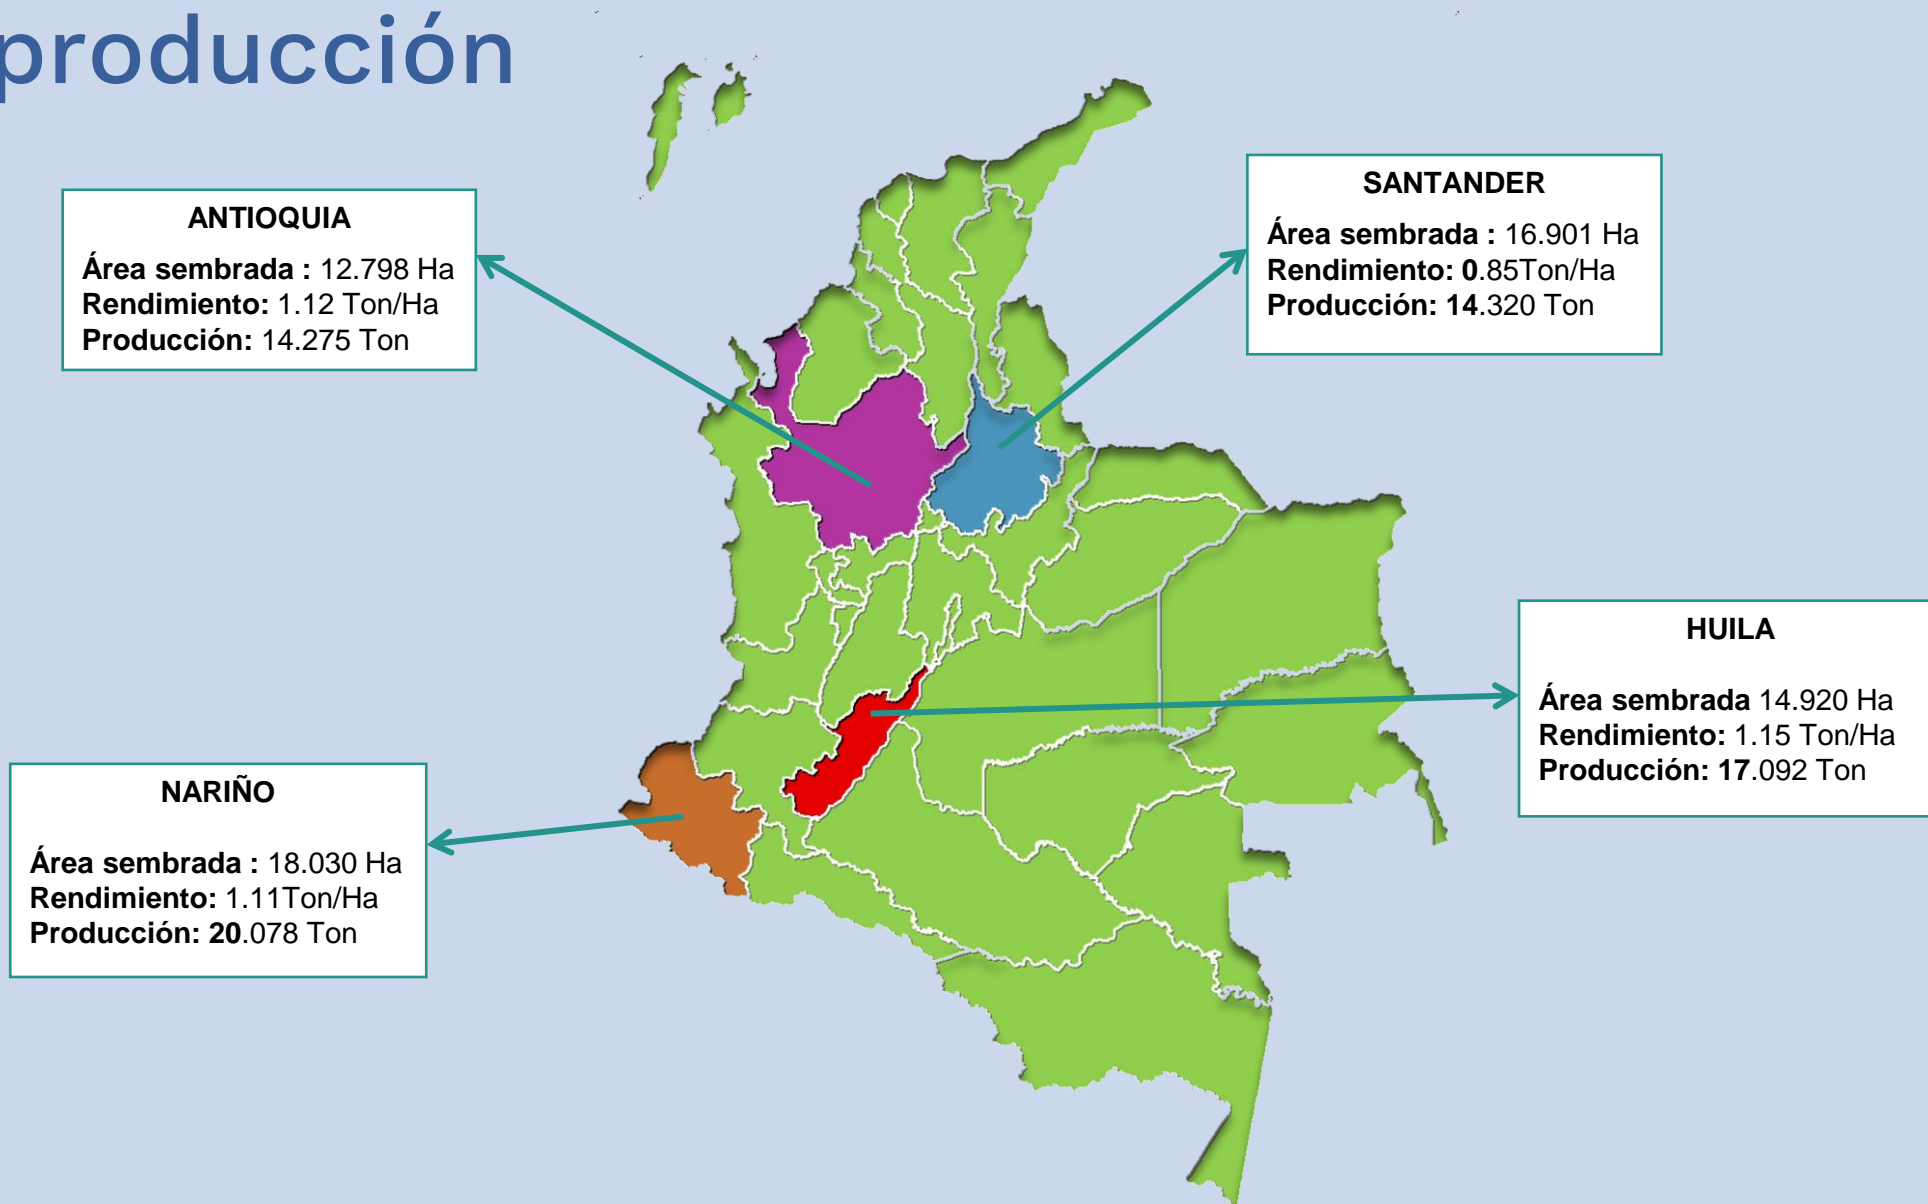 producción
ANTIOQUIA
Área sembrada : 12.798 Ha
Rendimiento: 1.12 Ton/Ha
Producción: 14.275 Ton
SANTANDER
Área sembrada : 16.901 Ha
Rendimiento: 0.85Ton/Ha
Producción: 14.320 Ton
HUILA
Área sembrada 14.920 Ha
Rendimiento: 1.15 Ton/Ha
Producción: 17.092 Ton
NARIÑO
Área sembrada : 18.030 Ha
Rendimiento: 1.11Ton/Ha
Producción: 20.078 Ton